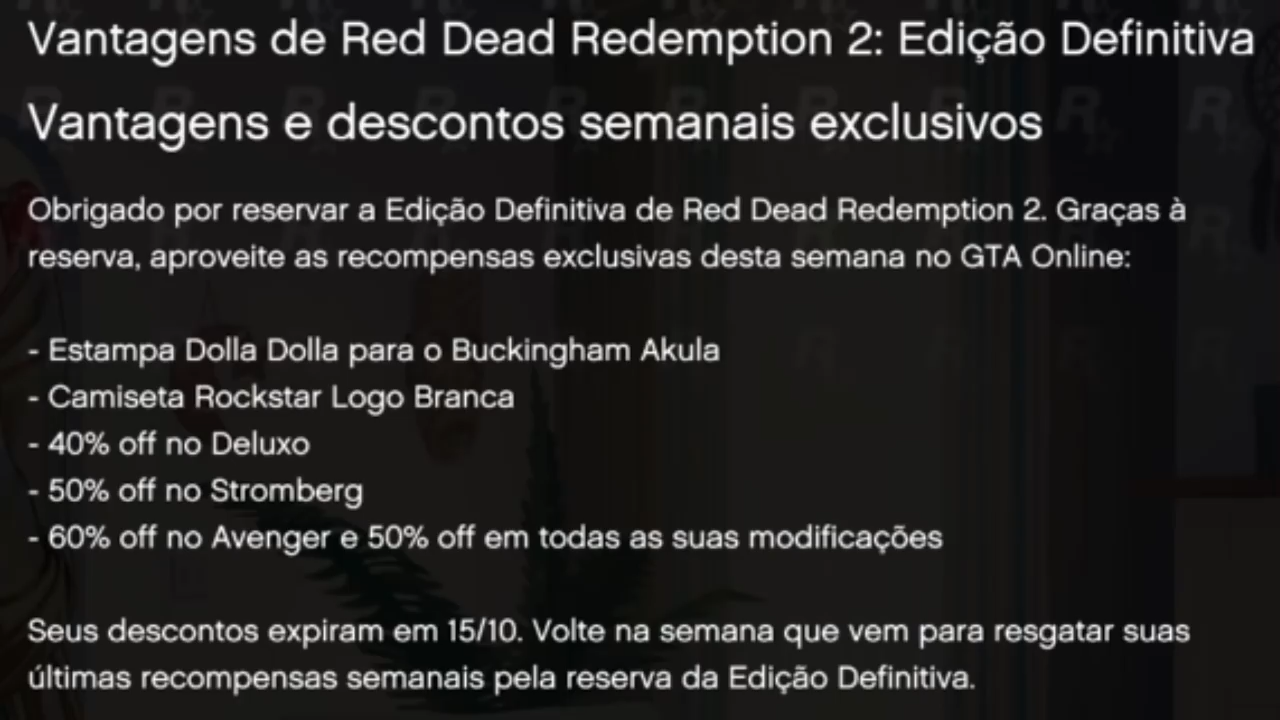 Vantagens de Red Dead Redemption 2: Edição Definitiva
Vantagens e descontos semanais exclusivos
Obrigado por reservar a Edição Definitiva de Red Dead Redemption 2. Graças à
reserva, aproveite as recompensas exclusivas desta semana no GTA Online:
- Estampa Dolla Dolla para o Buckingham Akula
- Camiseta Rockstar Logo Branca
- 40% off no Deluxo
- 50% off no Stromberg
- 60% off no Avenger e 50% off em todas as suas modificações
Seus descontos expiram em 15/10. Volte na semana que vem para resgatar suas
últimas recompensas semanais pela reserva da Edição Definitiva.